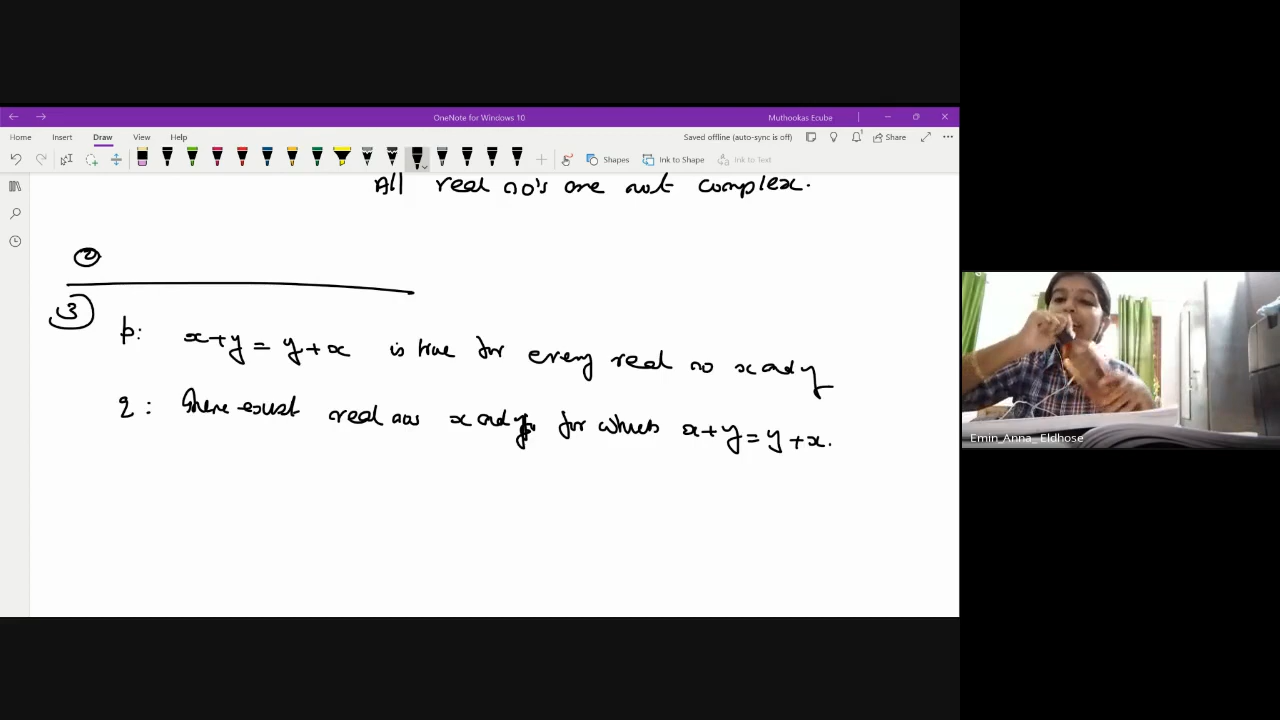 OneNote for Windows 10
Muthookas Ecube
Home Insert Draw View Help
Saved offline (auto-sync is off) Share
Shapes Ink to Shape Ink to Text
All real no's are not complex.
②
③
p: x+y = y+x is true for every real no x and y
q: There exist real nos x and y for which x+y = y+x.
Emin_Anna_ Eldhose